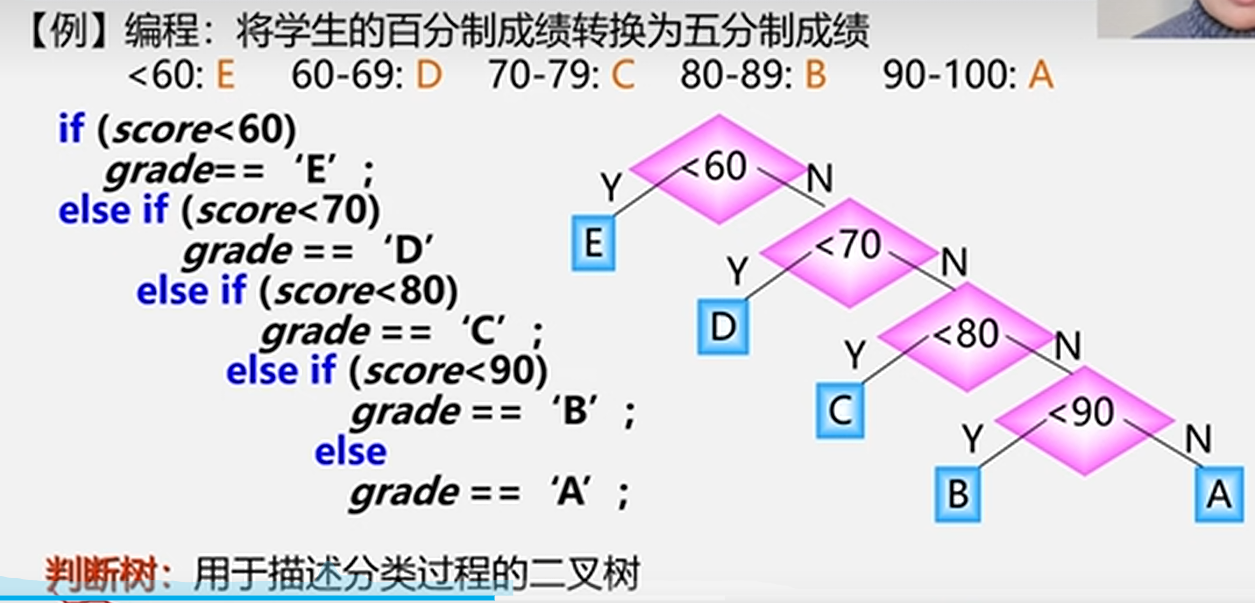 【例】编程：将学生的百分制成绩转换为五分制成绩
<60: E 60-69: D 70-79: C 80-89: B 90-100: A
if (score<60)
grade== ‘E’ ;
else if (score<70)
grade == ‘D’
else if (score<80)
grade == ‘C’ ;
else if (score<90)
grade == ‘B’ ;
else
grade == ‘A’ ;
<60
Y N
E
<70
Y N
D
<80
Y N
C
<90
Y N
B A
判断树：用于描述分类过程的二叉树